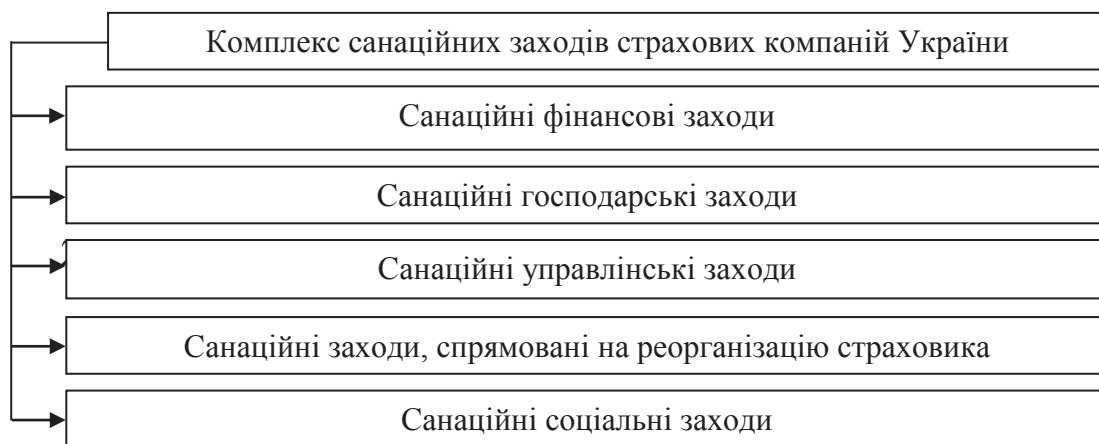 Комплекс санаційних заходів страхових компаній України
Санаційні фінансові заходи
Санаційні господарські заходи
Санаційні управлінські заходи
Санаційні заходи, спрямовані на реорганізацію страховика
Санаційні соціальні заходи